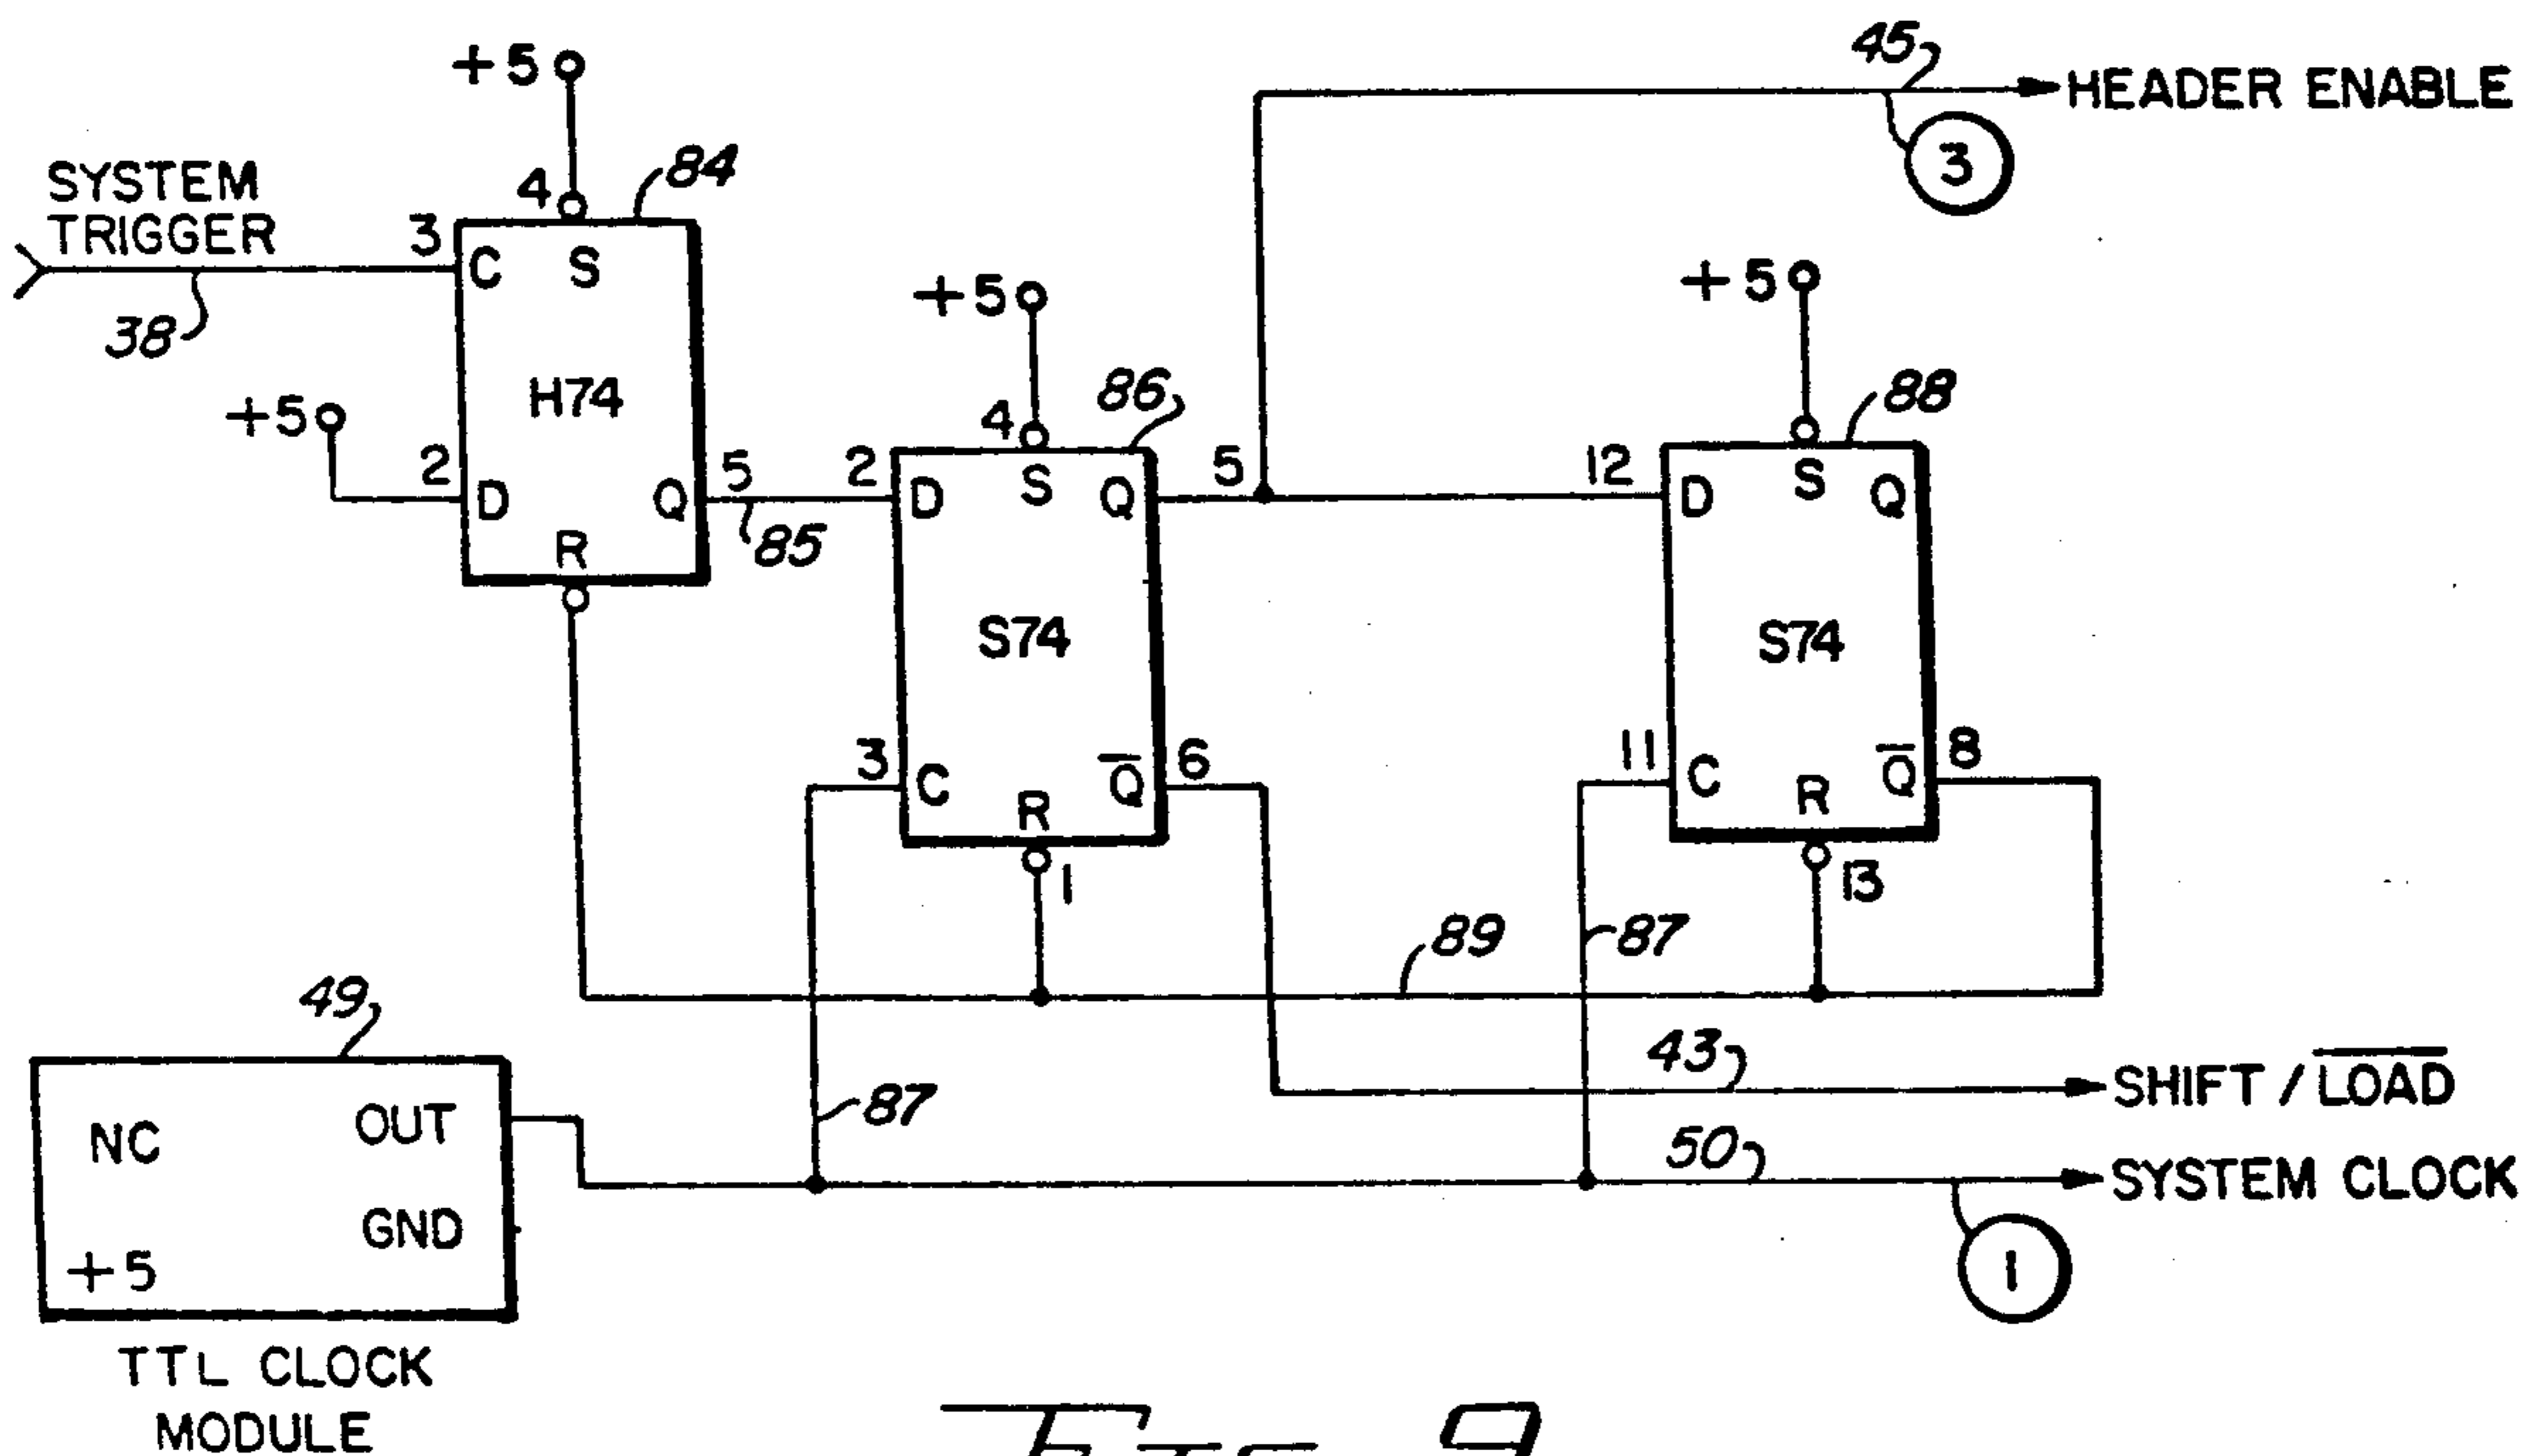 45
HEADER ENABLE
3
+5
SYSTEM
TRIGGER
38
3
4
84
C
S
H74
+5
2
D
Q
5
R
85
+5
4
86
2
D
S
Q
5
S74
3
C
R
Q̅
6
1
+5
88
12
D
S
Q
S74
11
C
R
Q̅
8
13
87
89
87
43
SHIFT / L̅O̅A̅D̅
50
SYSTEM CLOCK
1
49
NC
OUT
GND
+5
TTL CLOCK
MODULE